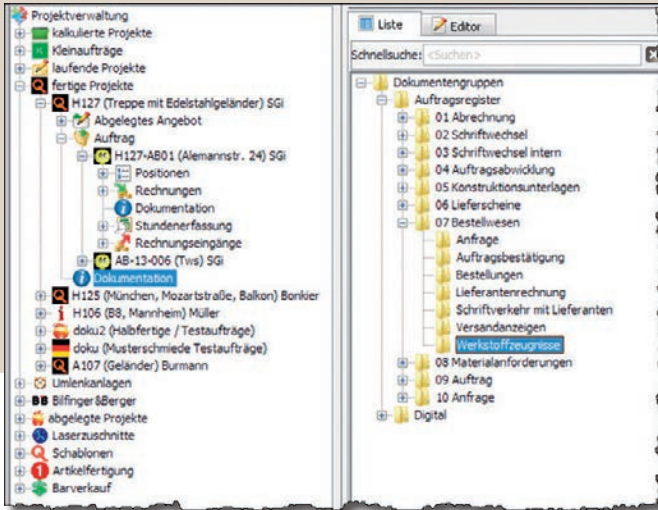 Projektverwaltung
kalkulierte Projekte
Kleinaufträge
laufende Projekte
fertige Projekte
H127 (Treppe mit Edelstahlgeländer) SGi
Abgelegtes Angebot
Auftrag
H127-AB01 (Alemannstr. 24) SGi
Positionen
Rechnungen
Dokumentation
Stundenerfassung
Rechnungseingänge
AB-13-006 (Tws) SGi
Dokumentation
H125 (München, Mozartstraße, Balkon) Bonkier
H106 (B8, Mannheim) Müller
doku2 (Halbfertige / Testaufträge)
doku (Musterschmiede Testaufträge)
A107 (Geländer) Burmann
Umlenkanlagen
BB Bilfinger&Berger
abgelegte Projekte
Laserzuschnitte
Schablonen
1 Artikelfertigung
Barverkauf
Liste Editor
Schnellsuche: <Suchen>
Dokumentengruppen
Auftragsregister
01 Abrechnung
02 Schriftwechsel
03 Schriftwechsel intern
04 Auftragsabwicklung
05 Konstruktionsunterlagen
06 Lieferscheine
07 Bestellwesen
Anfrage
Auftragsbestätigung
Bestellungen
Lieferantenrechnung
Schriftverkehr mit Lieferanten
Versandanzeigen
Werkstoffzeugnisse
08 Materialanforderungen
09 Auftrag
10 Anfrage
Digital